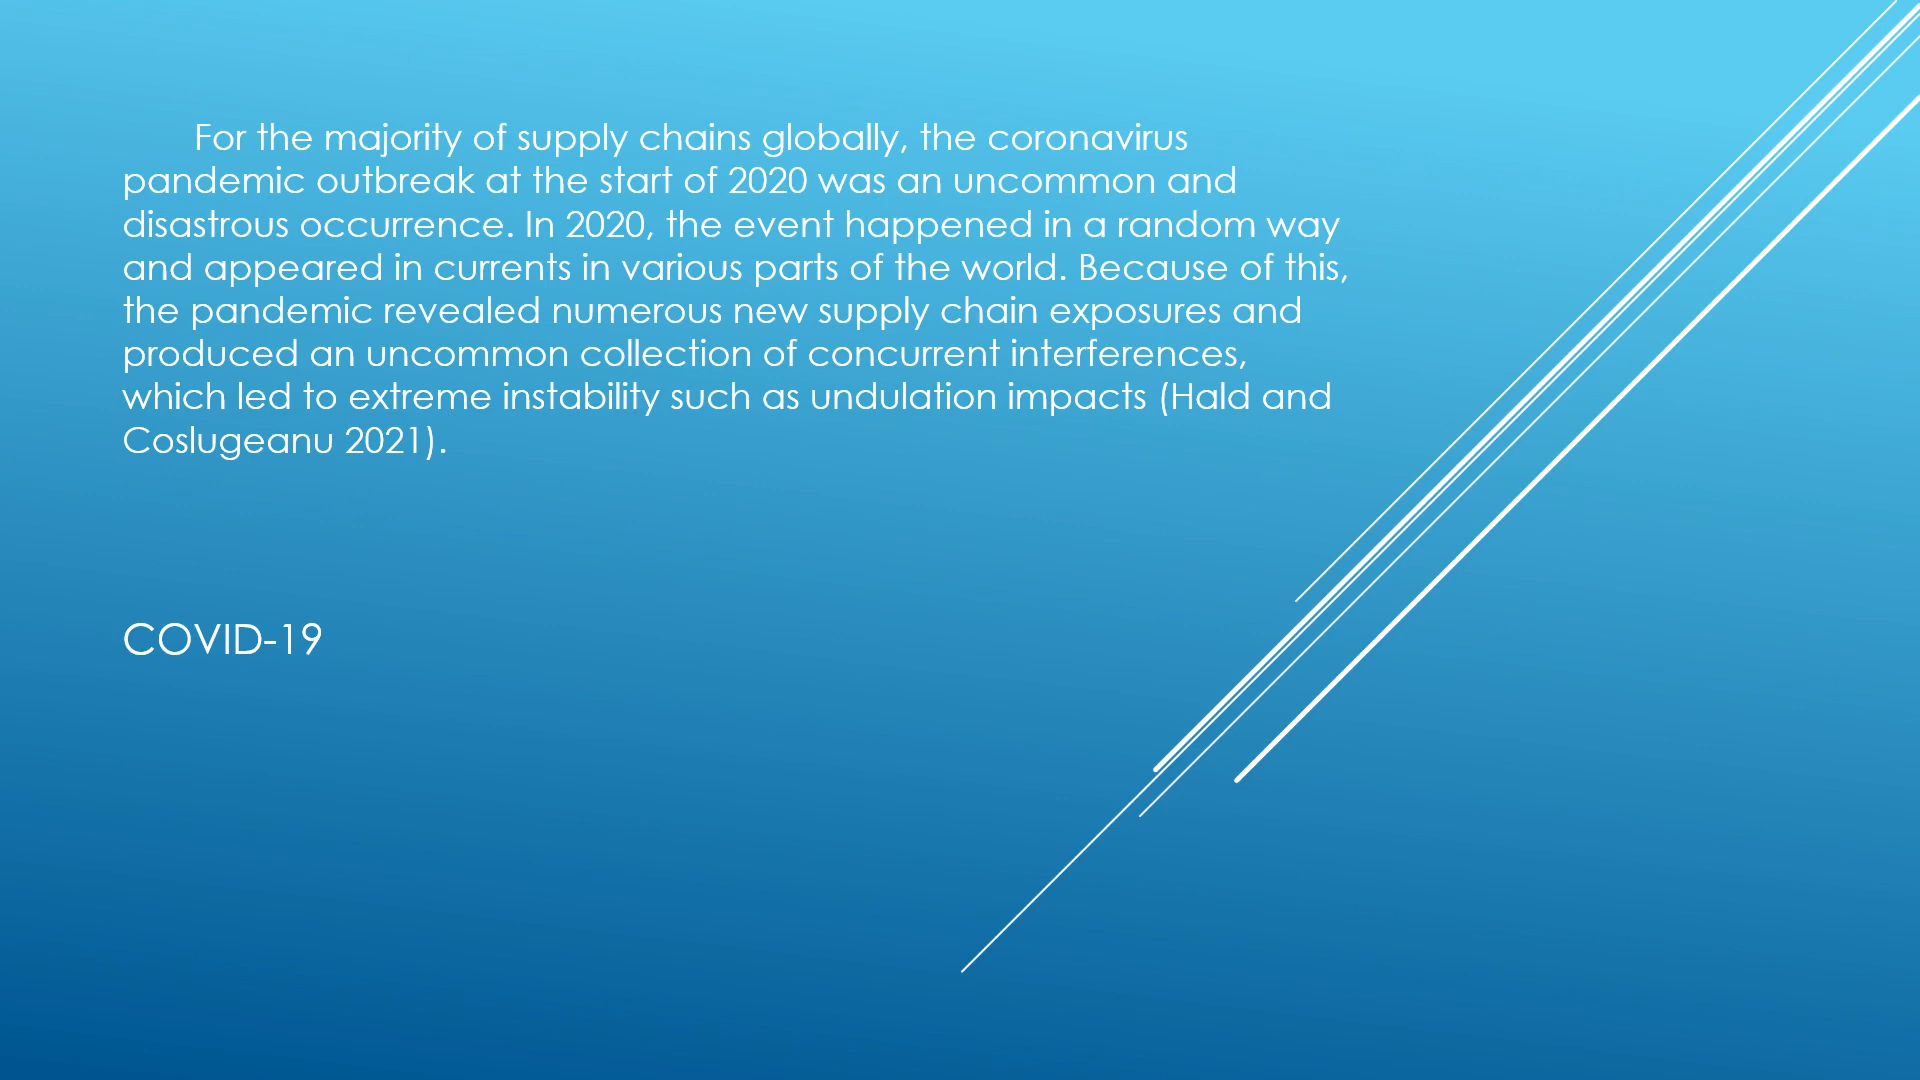 For the majority of supply chains globally, the coronavirus
pandemic outbreak at the start of 2020 was an uncommon and
disastrous occurrence. In 2020, the event happened in a random way
and appeared in currents in various parts of the world. Because of this,
the pandemic revealed numerous new supply chain exposures and
produced an uncommon collection of concurrent interferences,
which led to extreme instability such as undulation impacts (Hald and
Coslugeanu 2021).
COVID-19